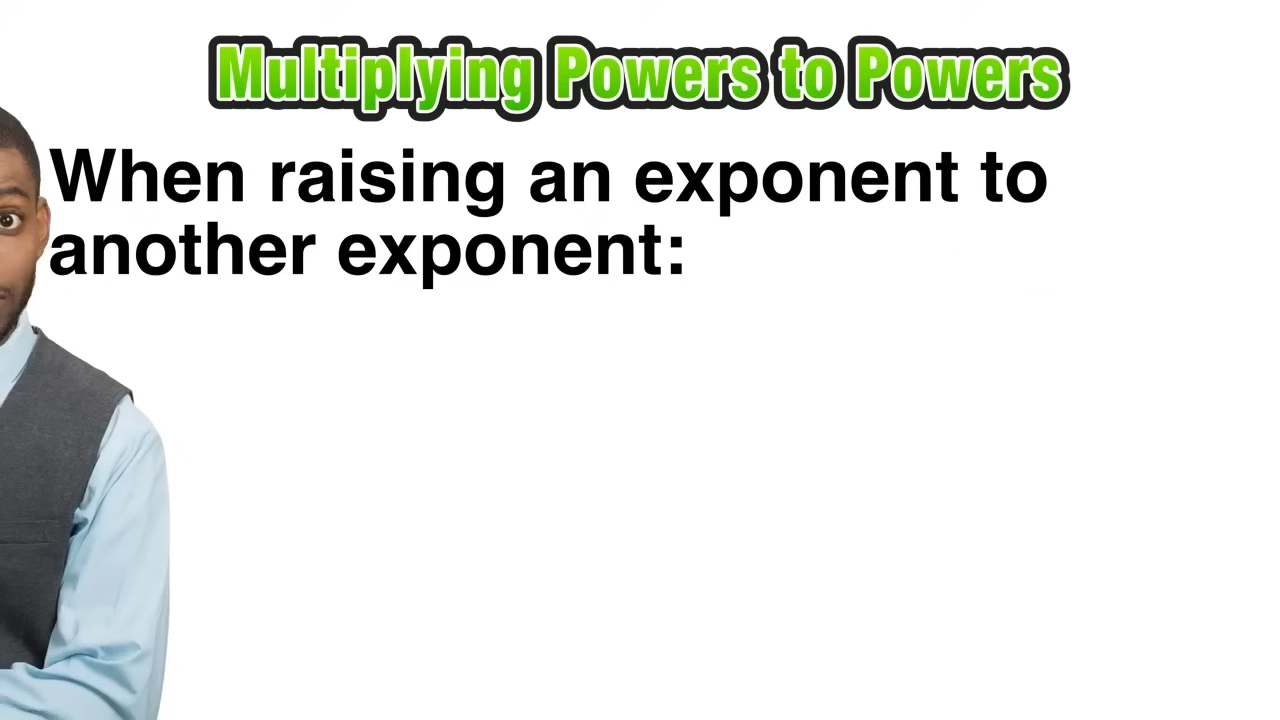 Multiplying Powers to Powers
When raising an exponent to
another exponent: